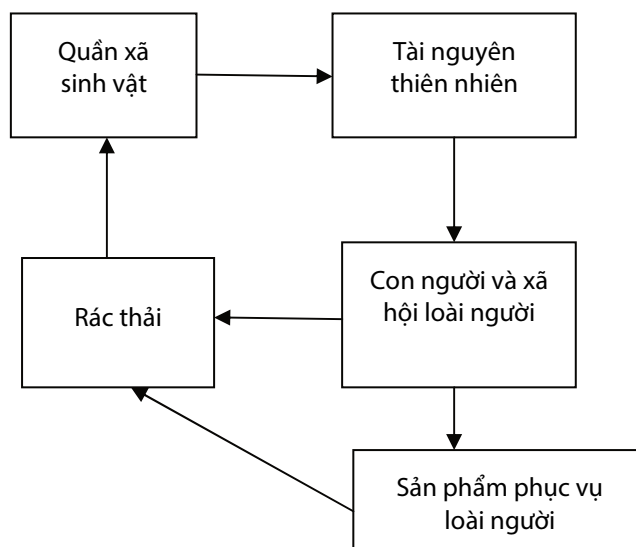 Quần xã
sinh vật
Tài nguyên
thiên nhiên
Rác thải
Con người và xã
hội loài người
Sản phẩm phục vụ
loài người